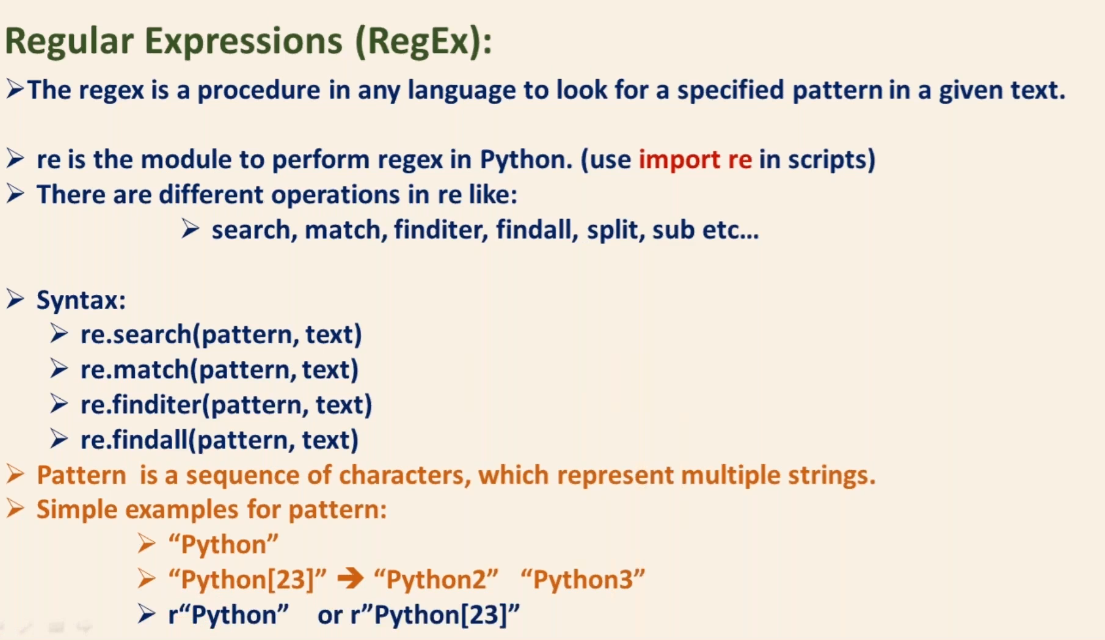 Regular Expressions (RegEx):
➢The regex is a procedure in any language to look for a specified pattern in a given text.
➢ re is the module to perform regex in Python. (use import re in scripts)
➢ There are different operations in re like:
➢ search, match, finditer, findall, split, sub etc...
➢ Syntax:
➢ re.search(pattern, text)
➢ re.match(pattern, text)
➢ re.finditer(pattern, text)
➢ re.findall(pattern, text)
➢ Pattern is a sequence of characters, which represent multiple strings.
➢ Simple examples for pattern:
➢ “Python”
➢ “Python[23]” ➔ “Python2” “Python3”
➢ r“Python” or r”Python[23]”